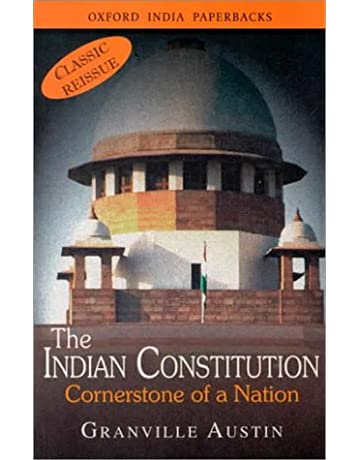 OXFORD INDIA PAPERBACKS
CLASSIC
REISSUE
The
INDIAN CONSTITUTION
Cornerstone of a Nation
GRANVILLE AUSTIN